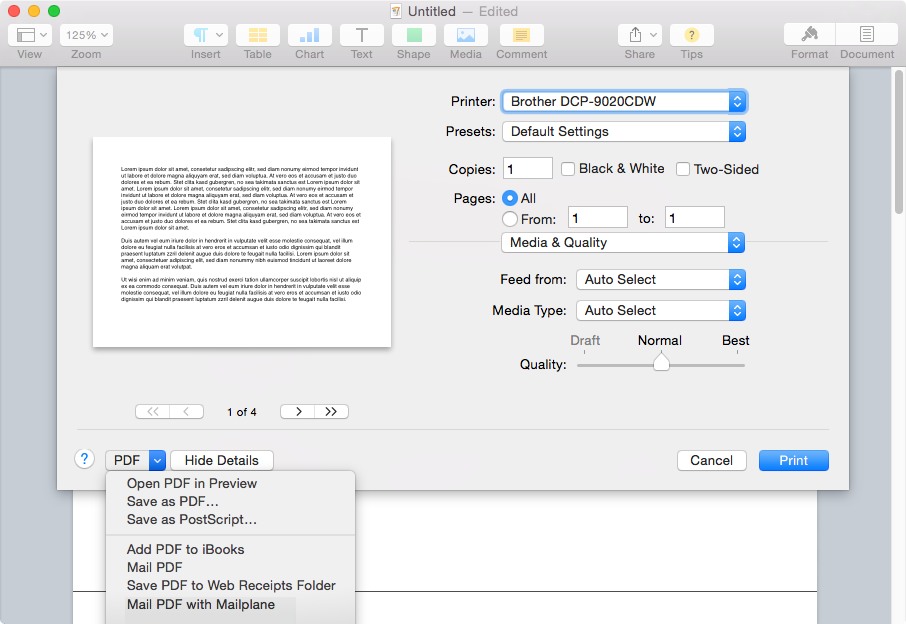 Untitled — Edited
125%
View
Zoom
Insert
Table
Chart
Text
Shape
Media
Comment
Share
Tips
Format
Document
Printer: Brother DCP-9020CDW
Presets: Default Settings
Copies: 1 Black & White Two-Sided
Pages: All
From: 1 to: 1
Media & Quality
Feed from: Auto Select
Media Type: Auto Select
Draft Normal Best
Quality:
Lorem ipsum dolor sit amet, consetetur sadipscing elitr, sed diam nonumy eirmod tempor invidunt
ut labore et dolore magna aliquyam erat, sed diam voluptua. At vero eos et accusam et justo duo
dolores et ea rebum. Stet clita kasd gubergren, no sea takimata sanctus est Lorem ipsum dolor sit
amet. Lorem ipsum dolor sit amet, consetetur sadipscing elitr, sed diam nonumy eirmod tempor
invidunt ut labore et dolore magna aliquyam erat, sed diam voluptua. At vero eos et accusam et
justo duo dolores et ea rebum. Stet clita kasd gubergren, no sea takimata sanctus est Lorem
ipsum dolor sit amet. Lorem ipsum dolor sit amet, consetetur sadipscing elitr, sed diam nonumy
eirmod tempor invidunt ut labore et dolore magna aliquyam erat, sed diam voluptua. At vero eos et
accusam et justo duo dolores et ea rebum. Stet clita kasd gubergren, no sea takimata sanctus est
Lorem ipsum dolor sit amet.
Duis autem vel eum iriure dolor in hendrerit in vulputate velit esse molestie consequat, vel illum
dolore eu feugiat nulla facilisis at vero eros et accumsan et iusto odio dignissim qui blandit
praesent luptatum zzril delenit augue duis dolore te feugait nulla facilisi. Lorem ipsum dolor sit
amet, consectetuer adipiscing elit, sed diam nonummy nibh euismod tincidunt ut laoreet dolore
magna aliquam erat volutpat.
Ut wisi enim ad minim veniam, quis nostrud exerci tation ullamcorper suscipit lobortis nisl ut aliquip
ex ea commodo consequat. Duis autem vel eum iriure dolor in hendrerit in vulputate velit esse
molestie consequat, vel illum dolore eu feugiat nulla facilisis at vero eros et accumsan et iusto odio
dignissim qui blandit praesent luptatum zzril delenit augue duis dolore te feugait nulla facilisi.
1 of 4
? PDF Hide Details Cancel Print
Open PDF in Preview
Save as PDF…
Save as PostScript…
Add PDF to iBooks
Mail PDF
Save PDF to Web Receipts Folder
Mail PDF with Mailplane